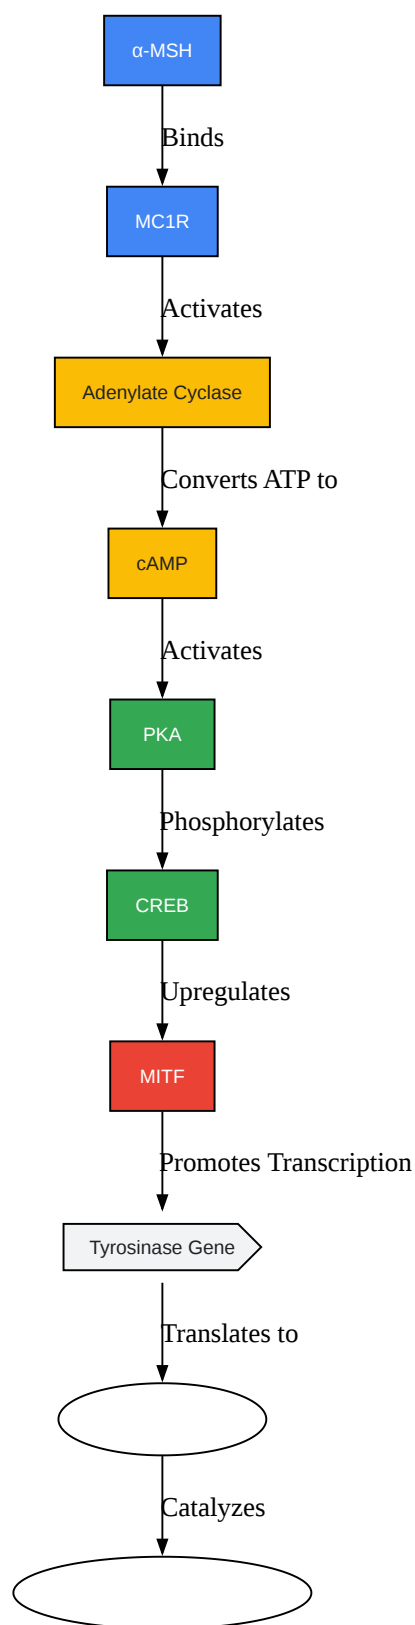 α-MSH
Binds
MC1R
Activates
Adenylate Cyclase
Converts ATP to
cAMP
Activates
PKA
Phosphorylates
CREB
Upregulates
MITF
Promotes Transcription
Tyrosinase Gene
Translates to
Catalyzes